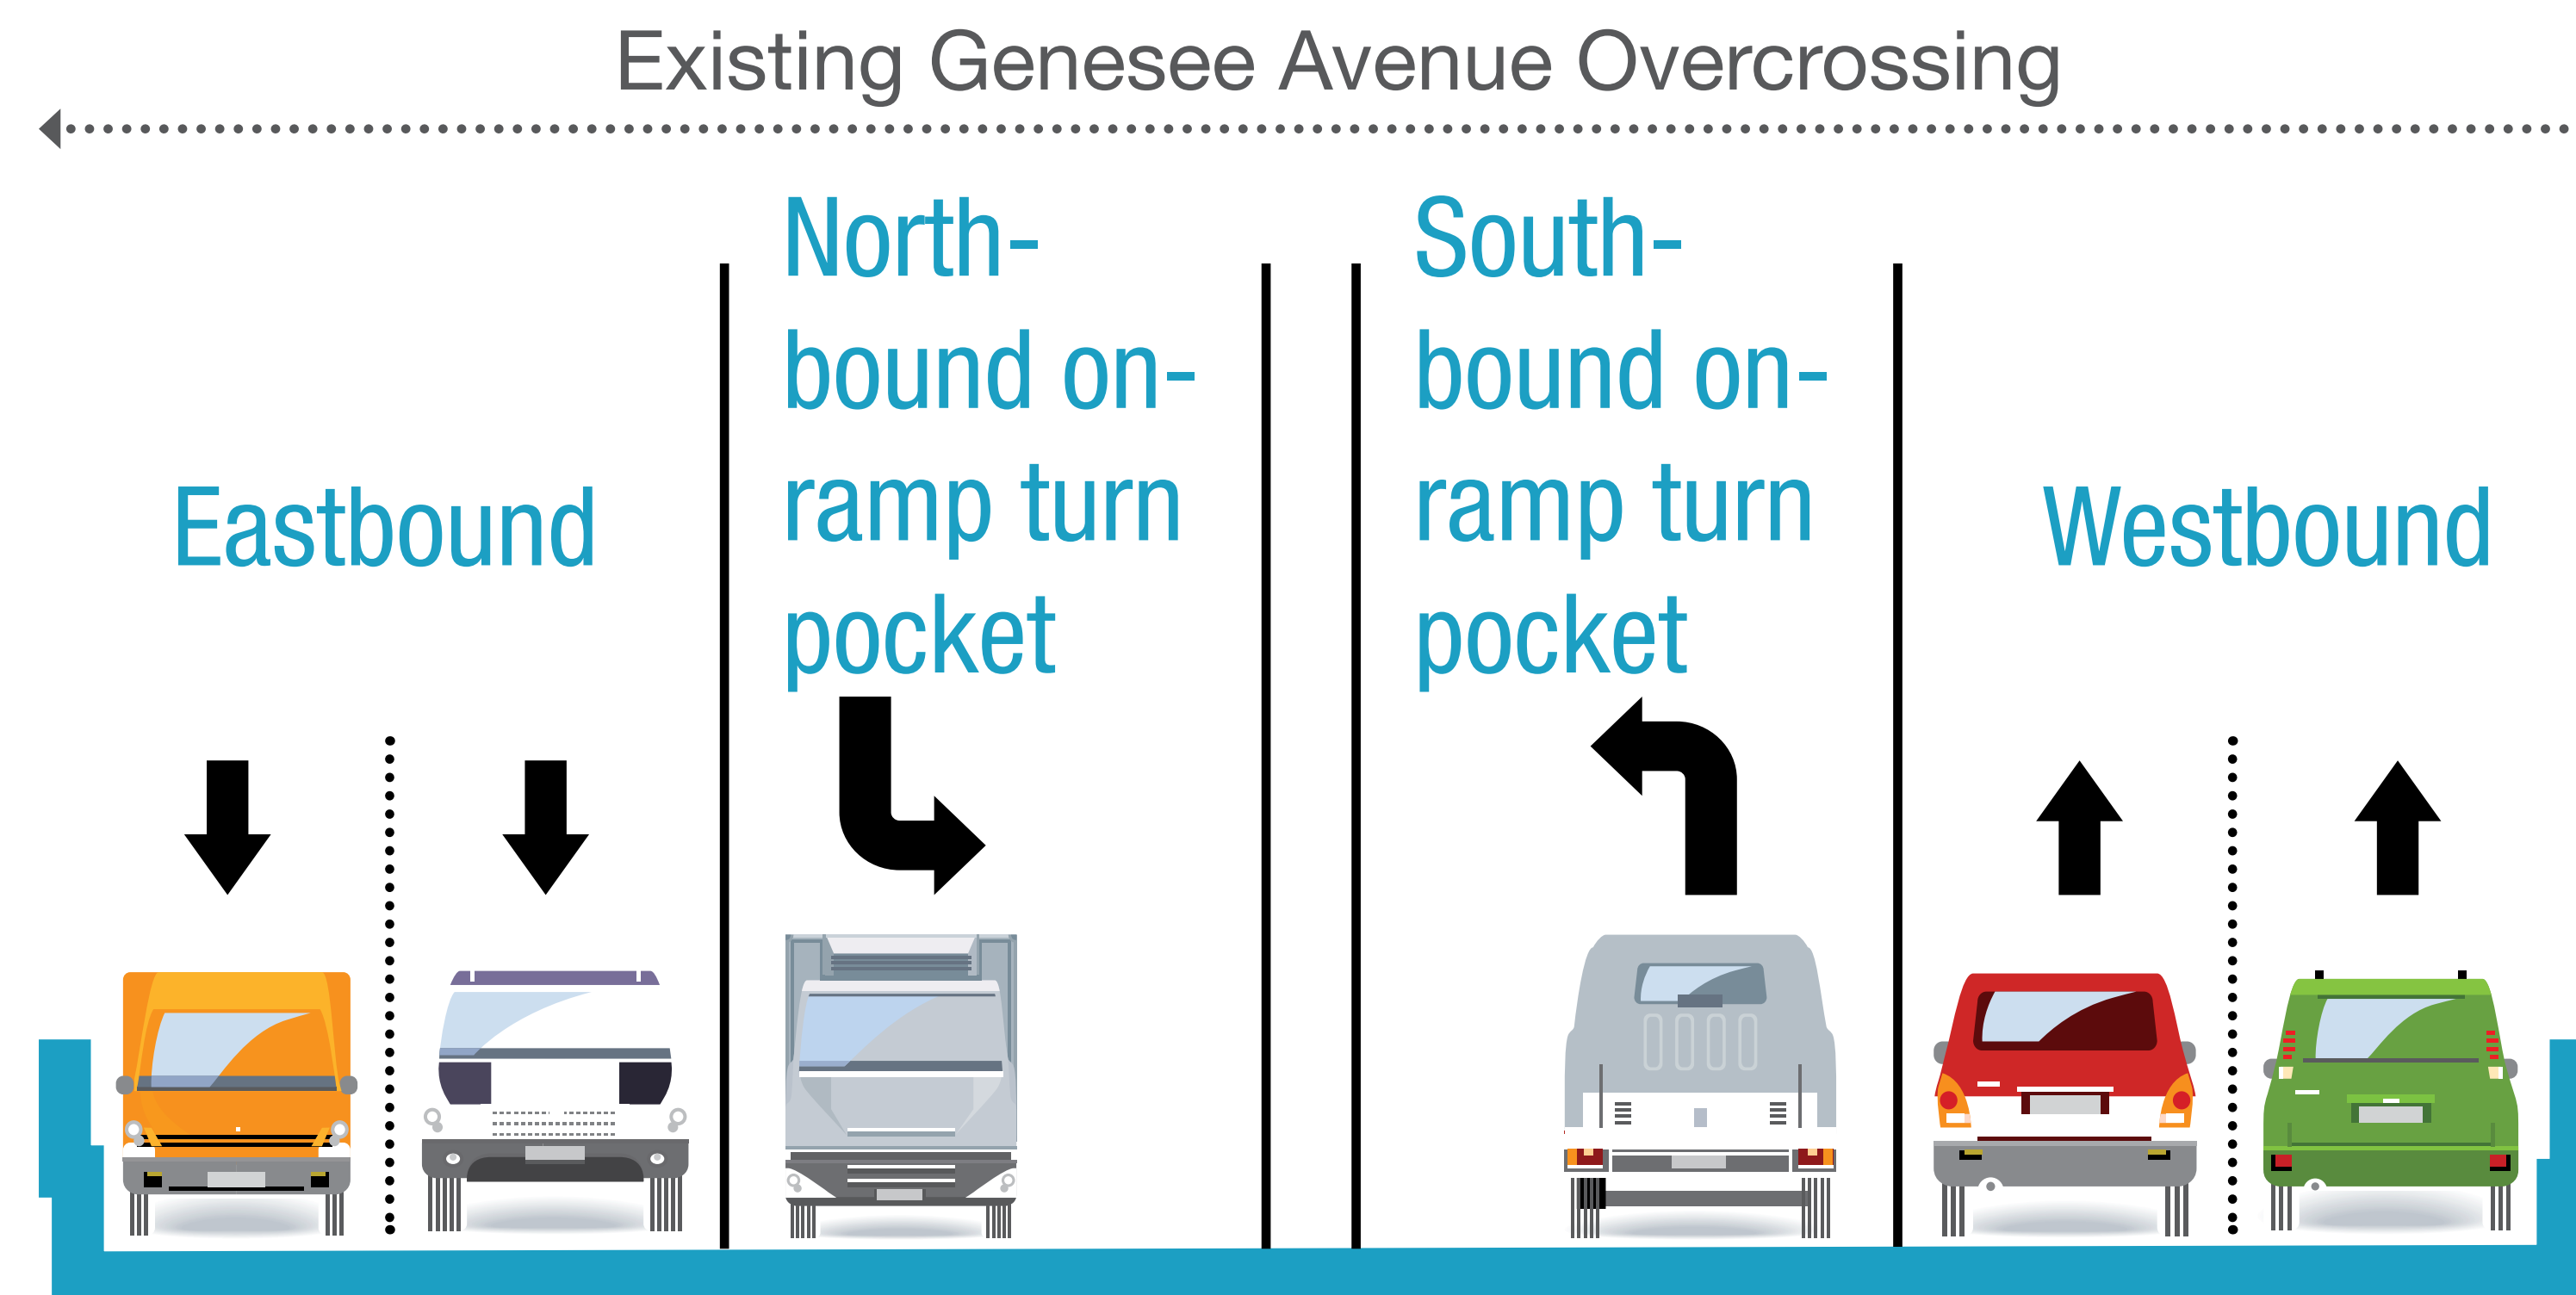 Existing Genesee Avenue Overcrossing
Eastbound
North-
bound on-
ramp turn
pocket
South-
bound on-
ramp turn
pocket
Westbound